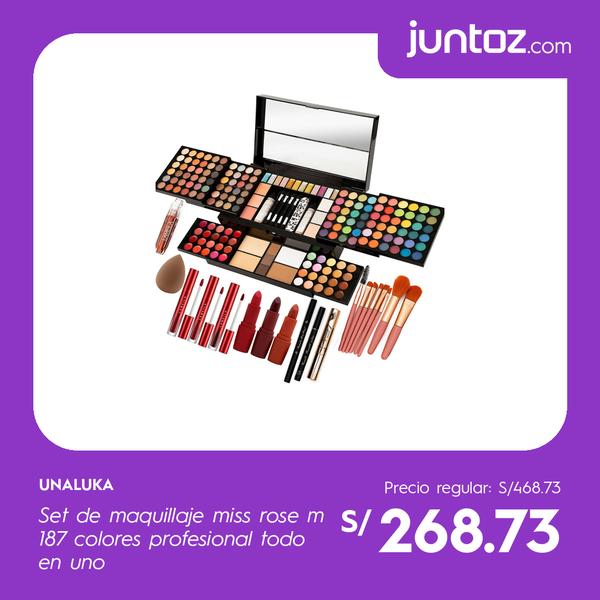 juntoz.com
UNALUKA
Set de maquillaje miss rose m
187 colores profesional todo
en uno
Precio regular: S/468.73
S/ 268.73